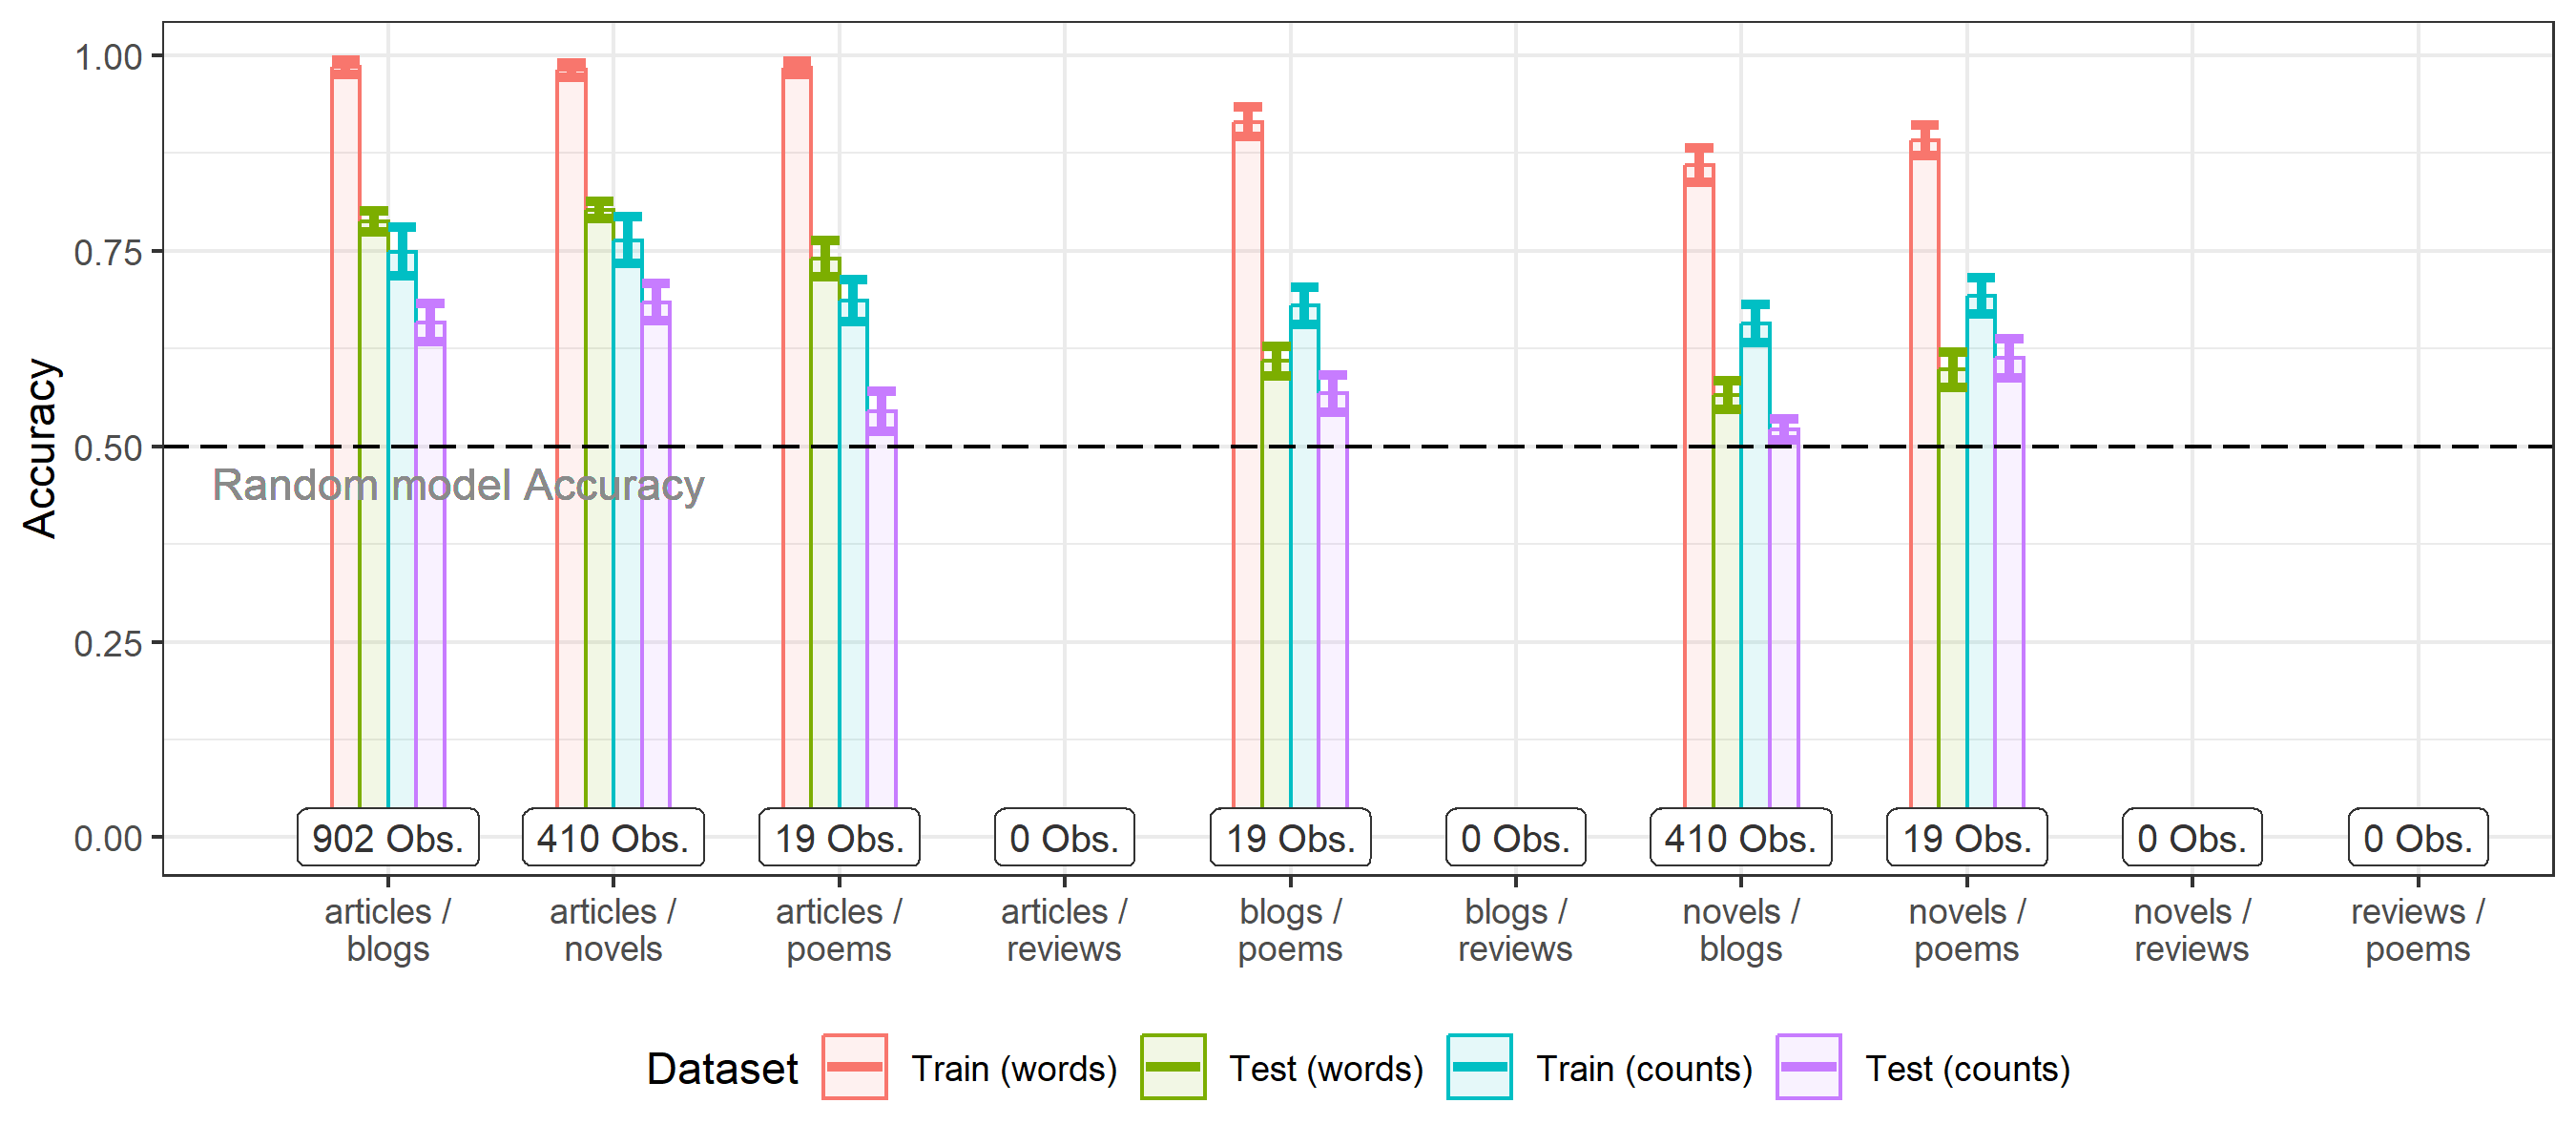 1.00
0.75
0.50
0.25
0.00
Accuracy
Random model Accuracy
902 Obs.
410 Obs.
19 Obs.
0 Obs.
19 Obs.
0 Obs.
410 Obs.
19 Obs.
0 Obs.
0 Obs.
articles /
blogs
articles /
novels
articles /
poems
articles /
reviews
blogs /
poems
blogs /
reviews
novels /
blogs
novels /
poems
novels /
reviews
reviews /
poems
Dataset Train (words) Test (words) Train (counts) Test (counts)